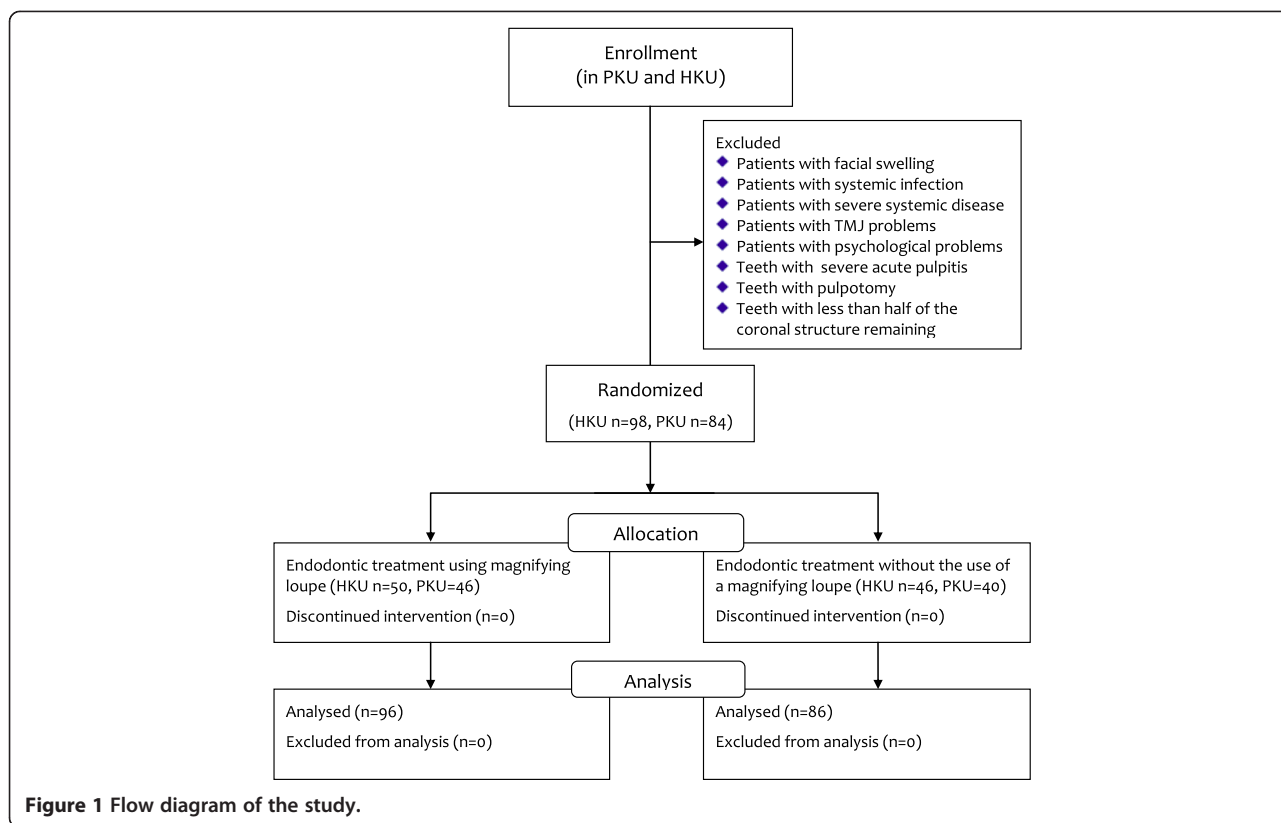 Enrollment
(in PKU and HKU)
Excluded
◆ Patients with facial swelling
◆ Patients with systemic infection
◆ Patients with severe systemic disease
◆ Patients with TMJ problems
◆ Patients with psychological problems
◆ Teeth with severe acute pulpitis
◆ Teeth with pulpotomy
◆ Teeth with less than half of the
coronal structure remaining
Randomized
(HKU n=98, PKU n=84)
Allocation
Endodontic treatment using magnifying
loupe (HKU n=50, PKU=46)
Discontinued intervention (n=0)
Endodontic treatment without the use of
a magnifying loupe (HKU n=46, PKU=40)
Discontinued intervention (n=0)
Analysis
Analysed (n=96)
Excluded from analysis (n=0)
Analysed (n=86)
Excluded from analysis (n=0)
Figure 1 Flow diagram of the study.